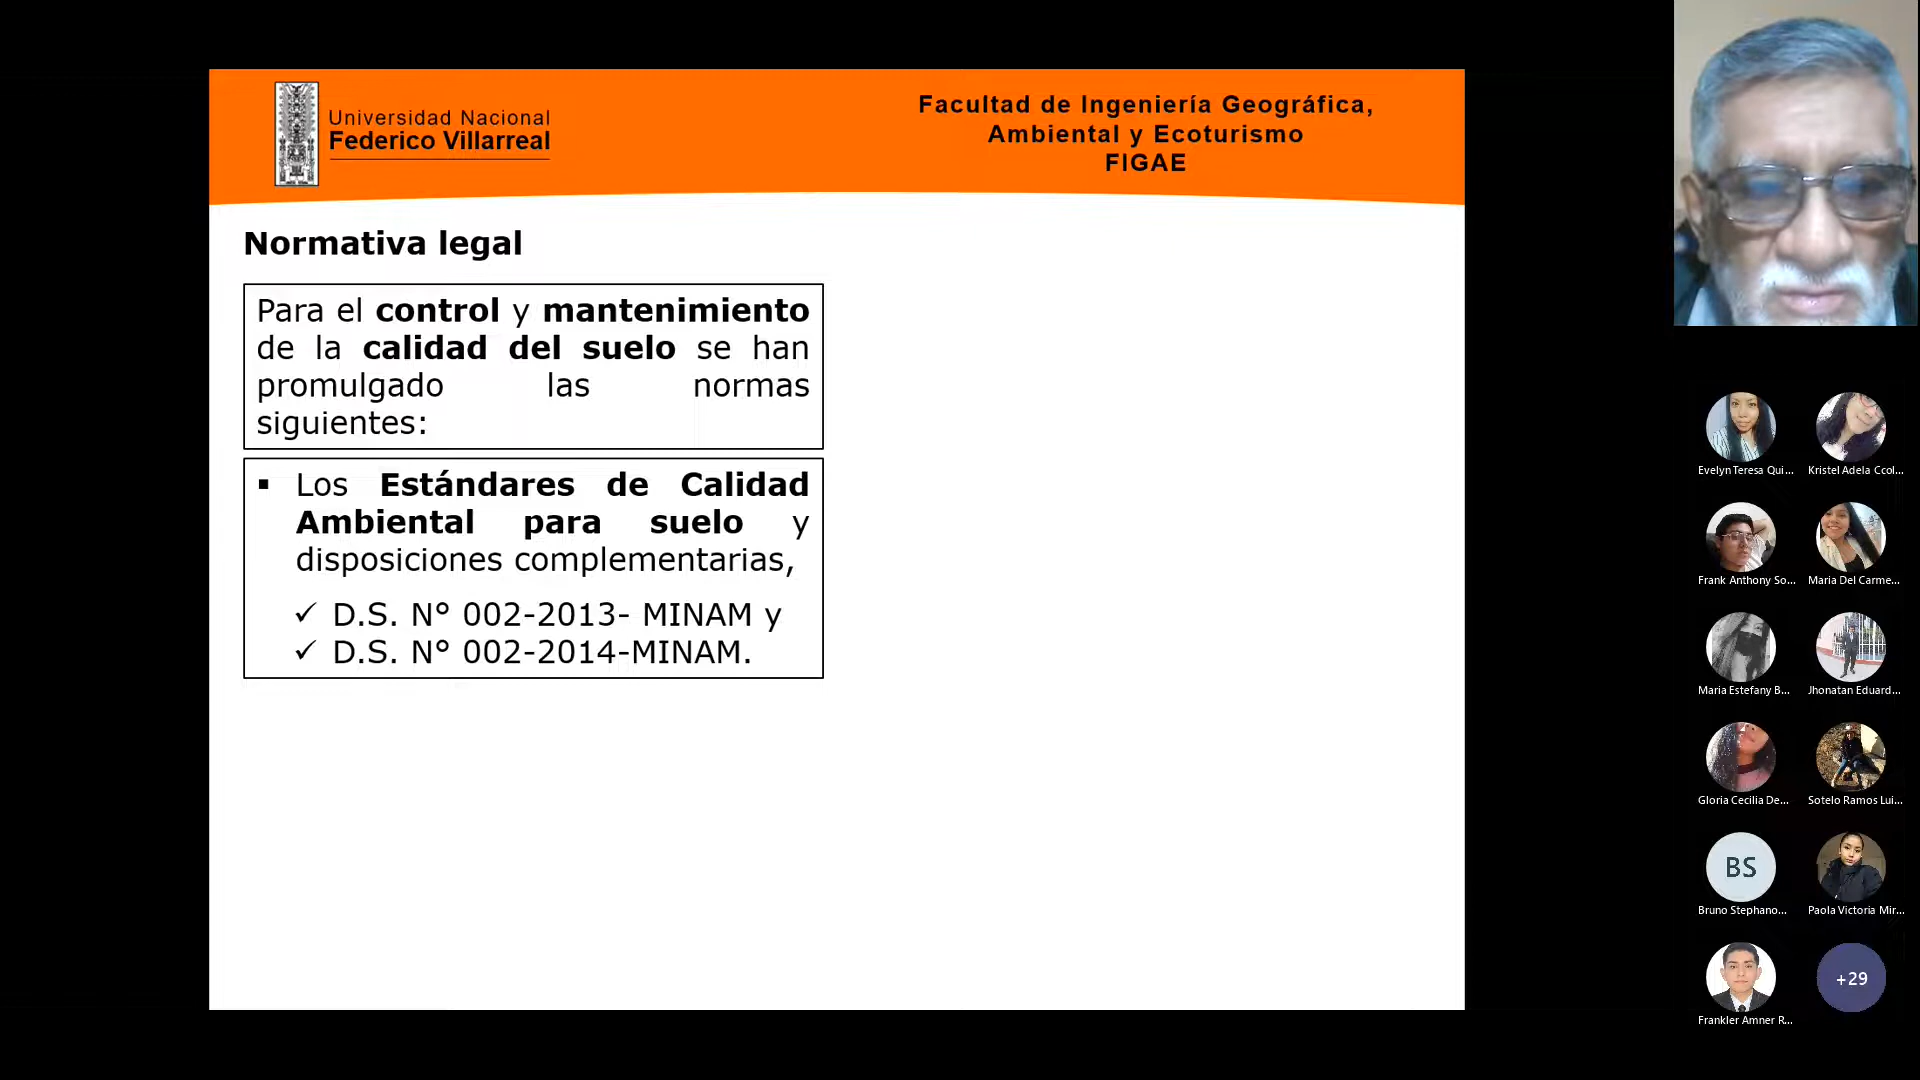 Universidad Nacional
Federico Villarreal
Facultad de Ingeniería Geográfica,
Ambiental y Ecoturismo
FIGAE
Normativa legal
Para el control y mantenimiento
de la calidad del suelo se han
promulgado las normas
siguientes:
▪ Los Estándares de Calidad
Ambiental para suelo y
disposiciones complementarias,
✓ D.S. N° 002-2013- MINAM y
✓ D.S. N° 002-2014-MINAM.
Evelyn Teresa Qui...
Kristel Adela Ccol...
Frank Anthony So...
Maria Del Carme...
Maria Estefany B...
Jhonatan Eduard...
Gloria Cecilia De...
Sotelo Ramos Lui...
BS
Bruno Stephano...
Paola Victoria Mir...
Frankler Amner R...
+29